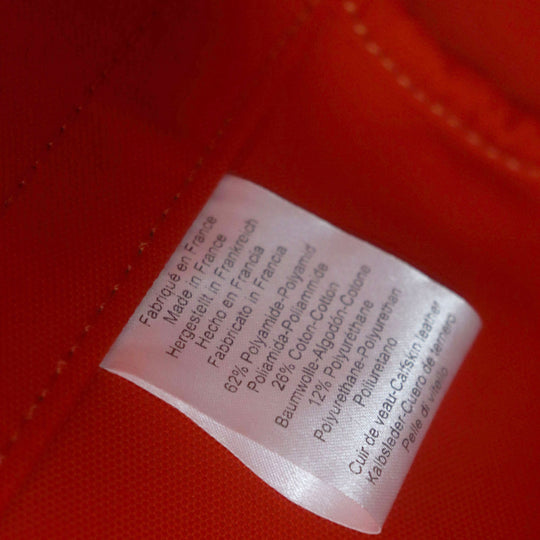 Fabriqué en France
Made in France
Hergestellt in Frankreich
Hecho en Francia
Fabbricato in Francia
62% Polyamide-Polyamid
Poliamida-Poliammide
26% Coton-Cotton
Baumwolle-Algodón-Cotone
12% Polyurethane
Polyurethane-Polyurethan
Poliuretano
Cuir de veau-Calfskin leather
Kalbsleder-Cuero de ternero
Pelle di vitello